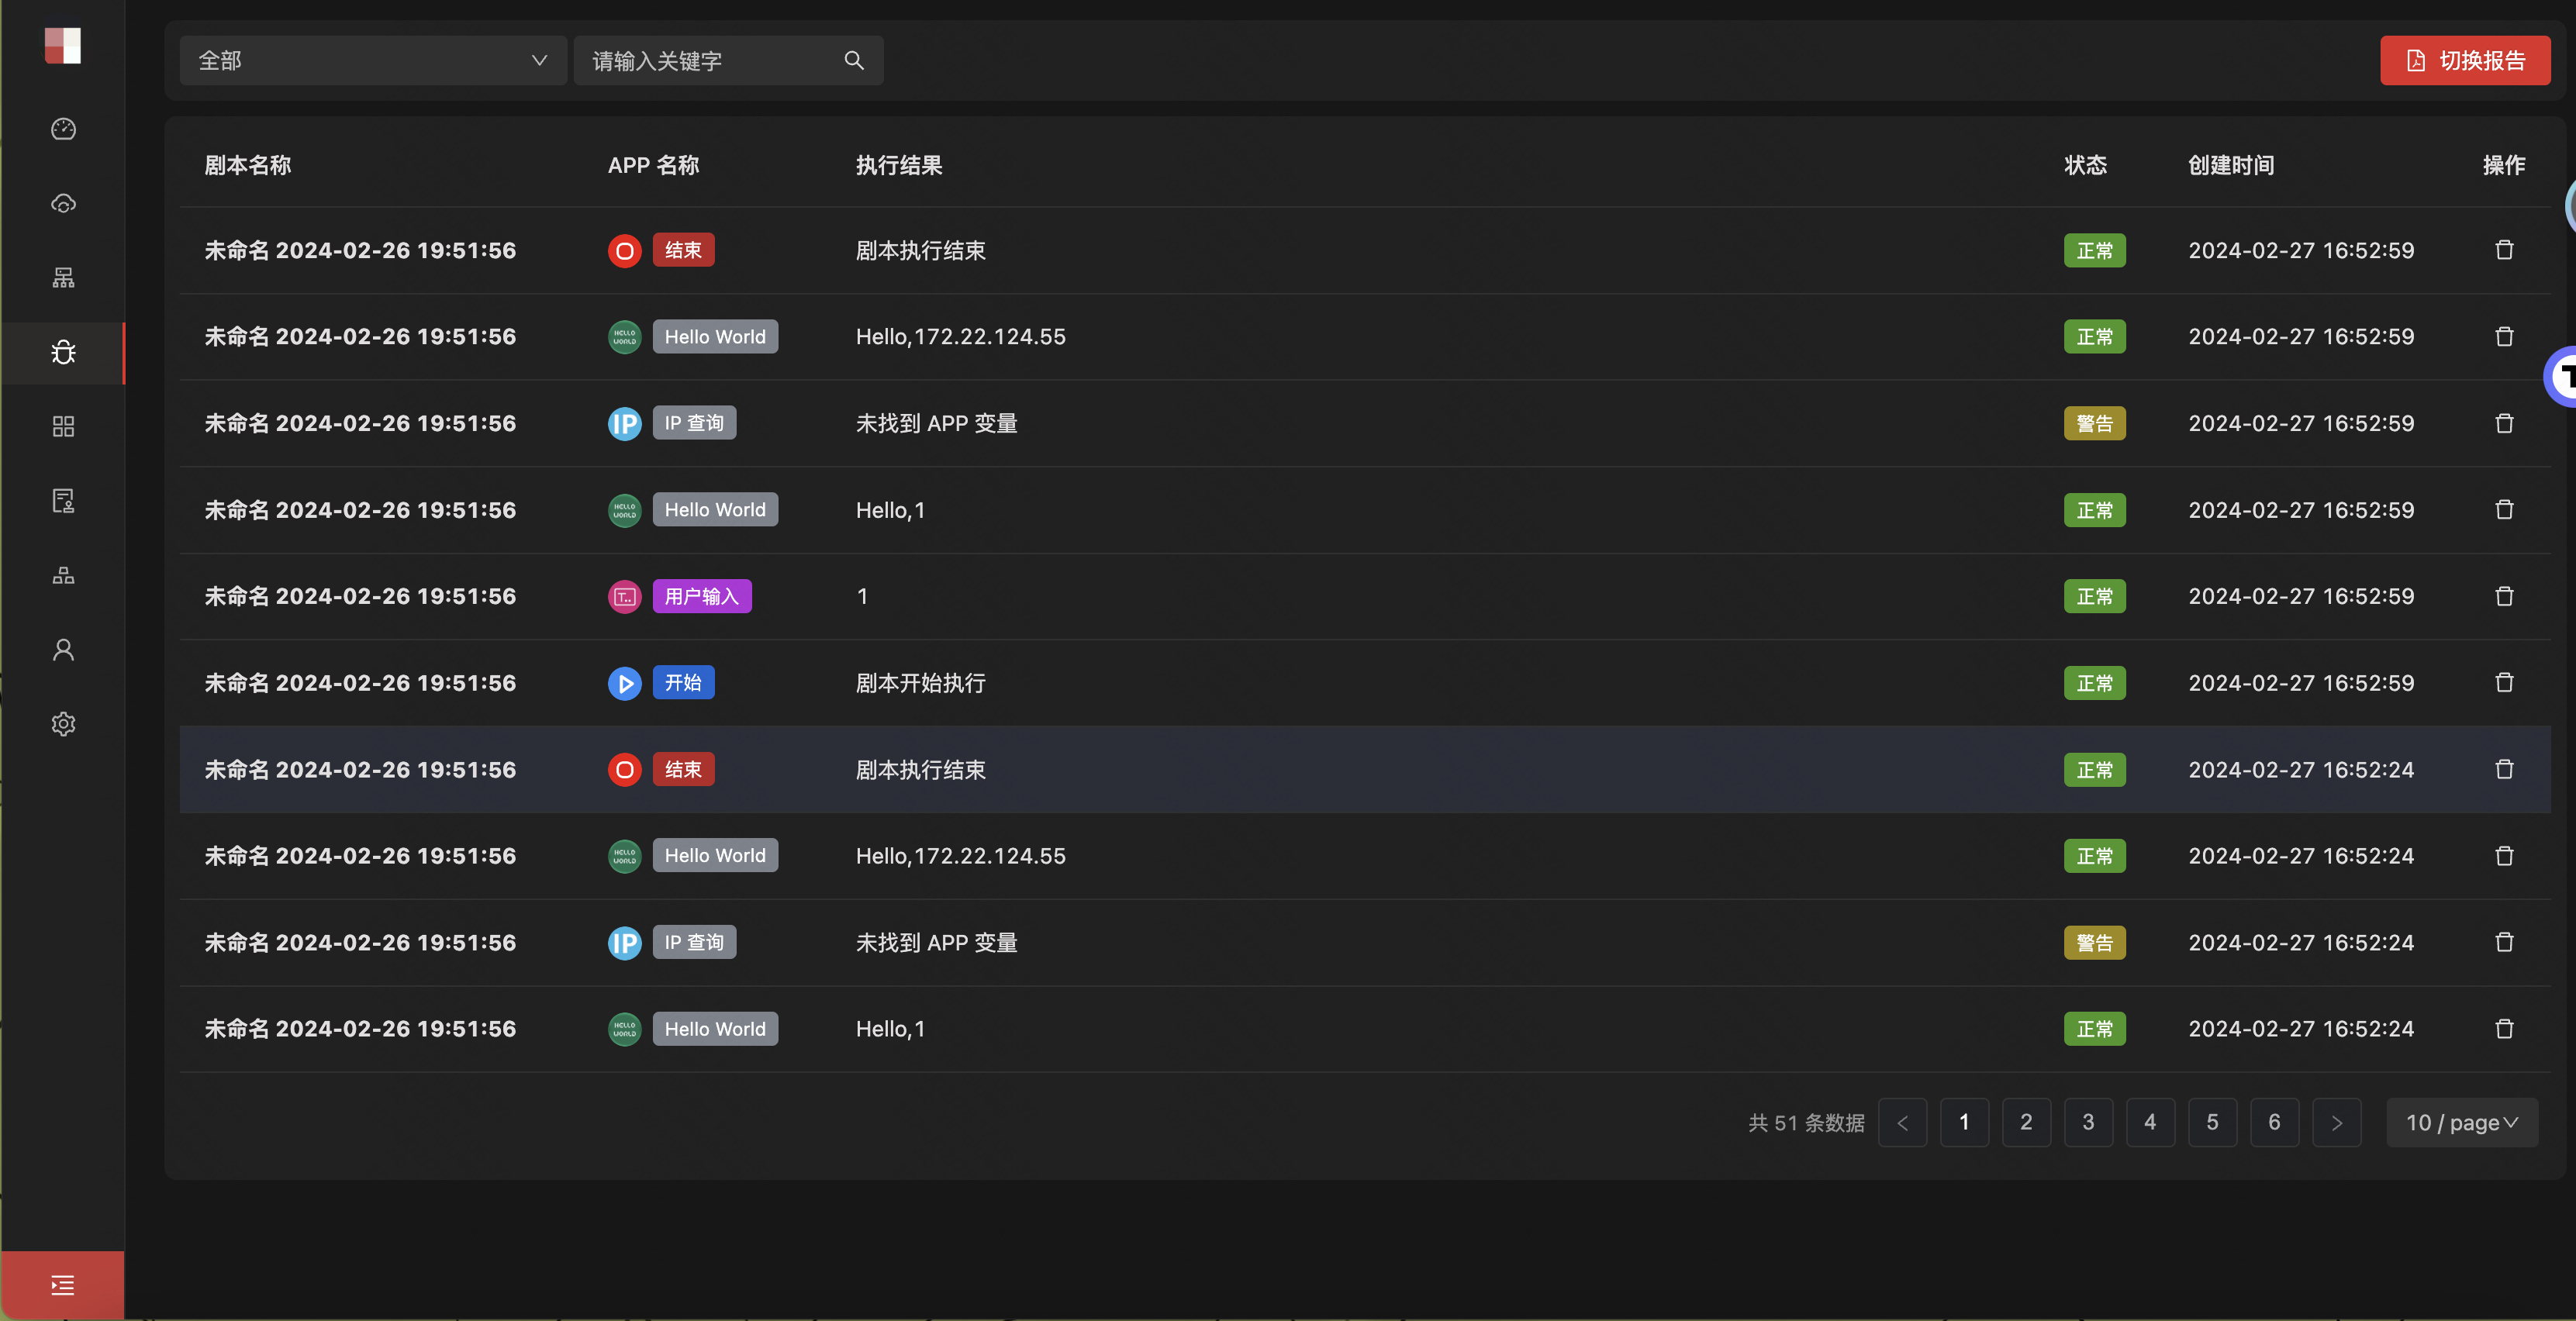 全部 请输入关键字 切换报告
剧本名称 APP 名称 执行结果 状态 创建时间 操作
未命名 2024-02-26 19:51:56 结束 剧本执行结束 正常 2024-02-27 16:52:59
未命名 2024-02-26 19:51:56 HELLO WORLD Hello World Hello,172.22.124.55 正常 2024-02-27 16:52:59
未命名 2024-02-26 19:51:56 IP IP 查询 未找到 APP 变量 警告 2024-02-27 16:52:59
未命名 2024-02-26 19:51:56 HELLO WORLD Hello World Hello,1 正常 2024-02-27 16:52:59
未命名 2024-02-26 19:51:56 T.. 用户输入 1 正常 2024-02-27 16:52:59
未命名 2024-02-26 19:51:56 开始 剧本开始执行 正常 2024-02-27 16:52:59
未命名 2024-02-26 19:51:56 结束 剧本执行结束 正常 2024-02-27 16:52:24
未命名 2024-02-26 19:51:56 HELLO WORLD Hello World Hello,172.22.124.55 正常 2024-02-27 16:52:24
未命名 2024-02-26 19:51:56 IP IP 查询 未找到 APP 变量 警告 2024-02-27 16:52:24
未命名 2024-02-26 19:51:56 HELLO WORLD Hello World Hello,1 正常 2024-02-27 16:52:24
共 51 条数据 < 1 2 3 4 5 6 > 10 / page